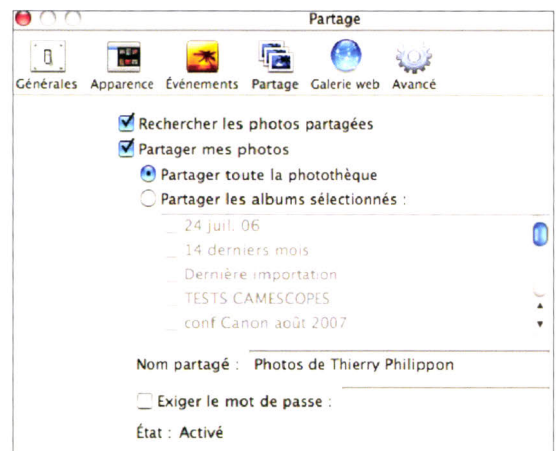 Partage
Générales Apparence Événements Partage Galerie web Avancé
Rechercher les photos partagées
Partager mes photos
Partager toute la photothèque
Partager les albums sélectionnés :
24 juil. 06
14 derniers mois
Dernière importation
TESTS CAMESCOPES
conf Canon août 2007
Nom partagé : Photos de Thierry Philippon
Exiger le mot de passe :
État : Activé